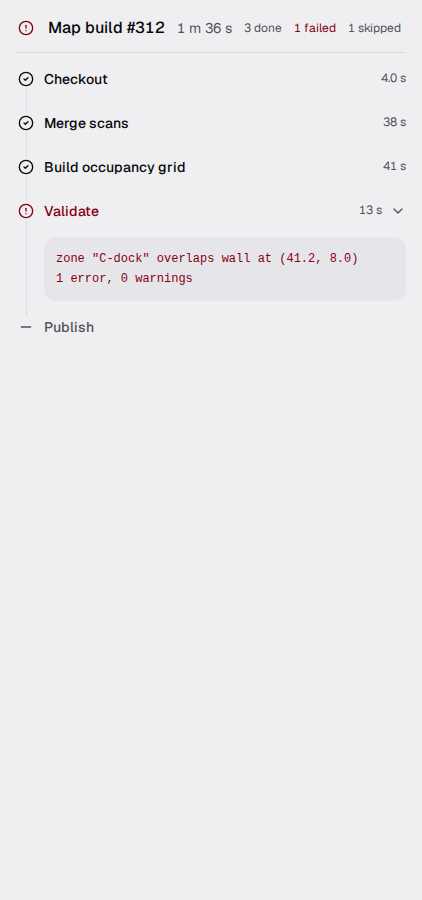 Map build #312 1 m 36 s 3 done 1 failed 1 skipped
Checkout 4.0 s
Merge scans 38 s
Build occupancy grid 41 s
Validate 13 s
zone "C-dock" overlaps wall at (41.2, 8.0)
1 error, 0 warnings
Publish